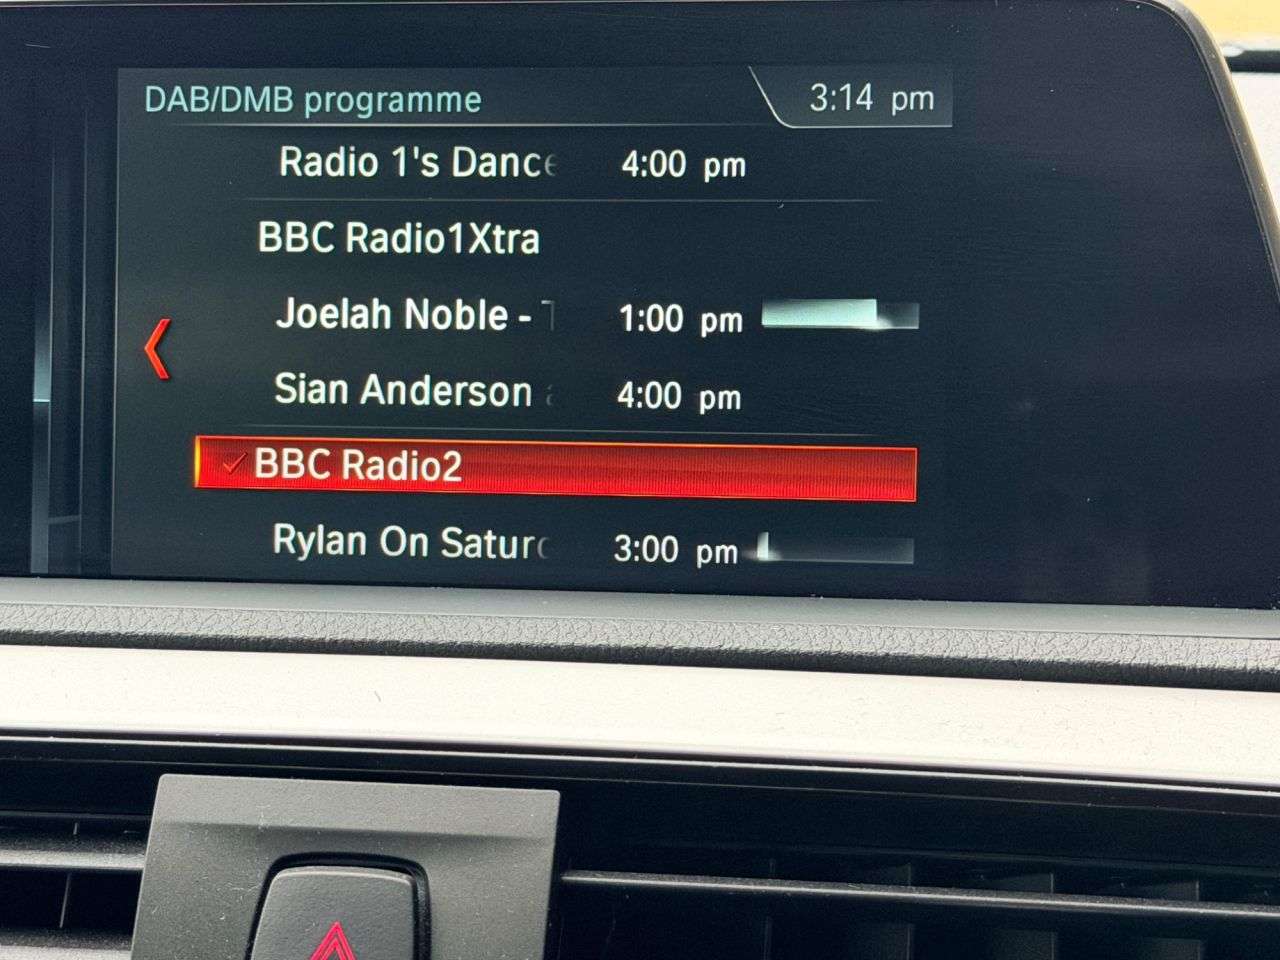 DAB/DMB programme 3:14 pm
Radio 1's Dance 4:00 pm
BBC Radio1Xtra
Joelah Noble - 1:00 pm
Sian Anderson 4:00 pm
BBC Radio2
Rylan On Satur 3:00 pm